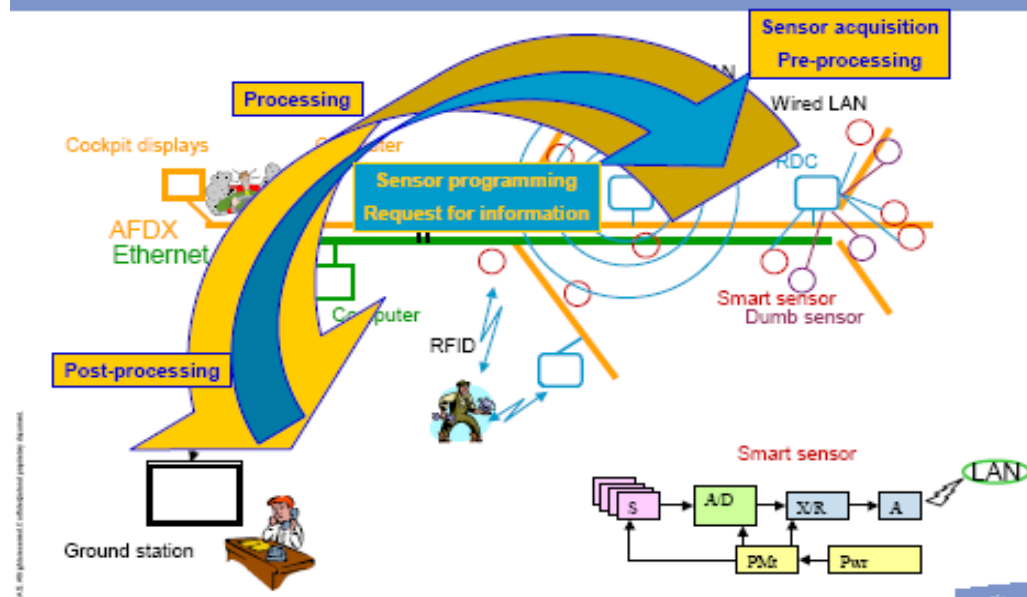 Sensor acquisition
Pre-processing
Processing
Wired LAN
Cockpit displays
RDC
Sensor programming
Request for information
AFDX
Ethernet
Smart sensor
Dumb sensor
Computer
RFID
Post-processing
Smart sensor
LAN
S
A/D
X/R
A
PMt
Pwr
Ground station